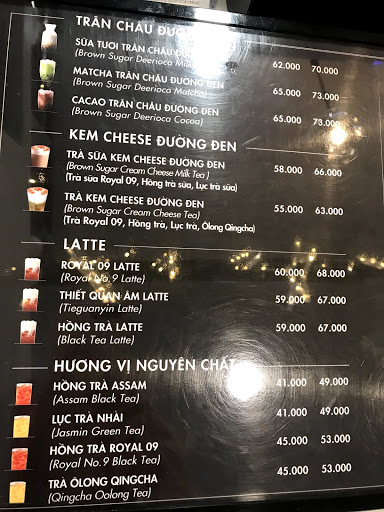 TRÂN CHÂU ĐƯỜ
SỮA TƯƠI TRÂN CHÂU ĐƯỜNG 62.000 70.000
(Brown Sugar Deerioca Milk
MATCHA TRÂN CHÂU ĐƯỜNG ĐEN 65.000 73.000
(Brown Sugar Deerioca Matcha)
CACAO TRÂN CHÂU ĐƯỜNG ĐEN 65.000 73.000
(Brown Sugar Deerioca Cocoa)
KEM CHEESE ĐƯỜNG ĐEN
TRÀ SỮA KEM CHEESE ĐƯỜNG ĐEN 58.000 66.000
(Brown Sugar Cream Cheese Milk Tea )
(Trà sữa Royal 09, Hồng trà sữa, Lục trà sữa)
TRÀ KEM CHEESE ĐƯỜNG ĐEN 55.000 63.000
(Brown Sugar Cream Cheese Tea )
(Trà Royal 09, Hồng trà, Lục trà, Ôlong Qingcha)
LATTE
ROYAL 09 LATTE 60.000 68.000
(Royal No.9 Latte)
THIẾT QUAN ÂM LATTE 59.000 67.000
(Tieguanyin Latte)
HỒNG TRÀ LATTE 59.000 67.000
(Black Tea Latte)
HƯƠNG VỊ NGUYÊN CHẤT
HỒNG TRÀ ASSAM 41.000 49.000
(Assam Black Tea)
LỤC TRÀ NHÀI 41.000 49.000
(Jasmin Green Tea)
HỒNG TRÀ ROYAL 09 45.000 53.000
(Royal No.9 Black Tea)
TRÀ ÔLONG QINGCHA 45.000 53.000
(Qingcha Oolong Tea)